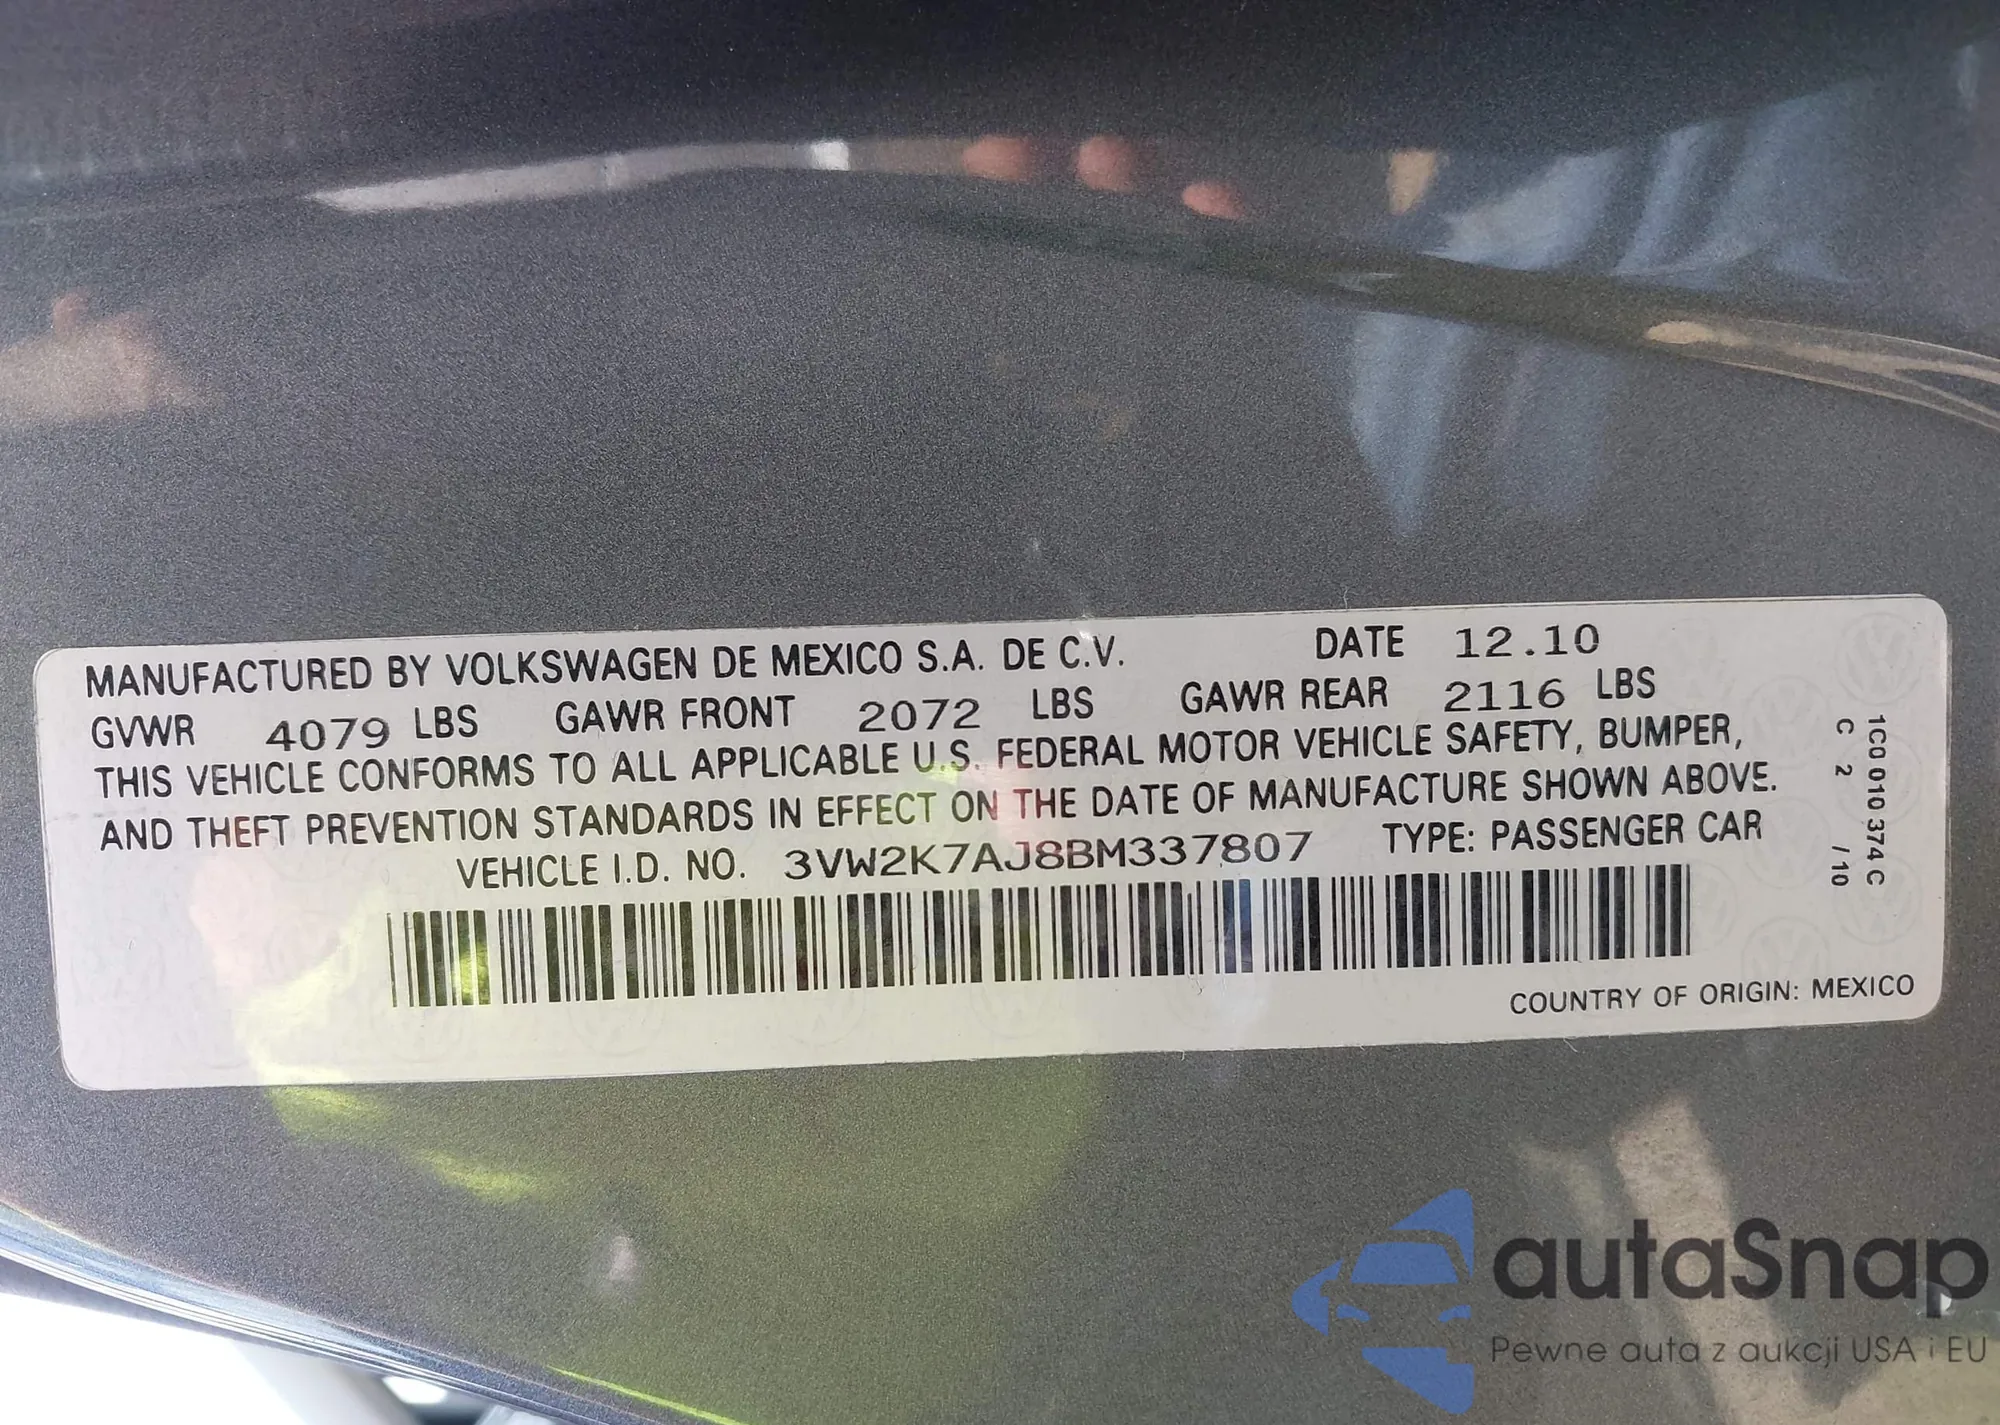 MANUFACTURED BY VOLKSWAGEN DE MEXICO S.A. DE C.V. DATE 12.10
GVWR 4079 LBS GAWR FRONT 2072 LBS GAWR REAR 2116 LBS
THIS VEHICLE CONFORMS TO ALL APPLICABLE U.S. FEDERAL MOTOR VEHICLE SAFETY, BUMPER,
AND THEFT PREVENTION STANDARDS IN EFFECT ON THE DATE OF MANUFACTURE SHOWN ABOVE.
VEHICLE I.D. NO. 3VW2K7AJ8BM337807 TYPE: PASSENGER CAR
COUNTRY OF ORIGIN: MEXICO
1C0 010 374 C
C 2 / 10
autaSnap
Pewne auta z aukcji USA i EU